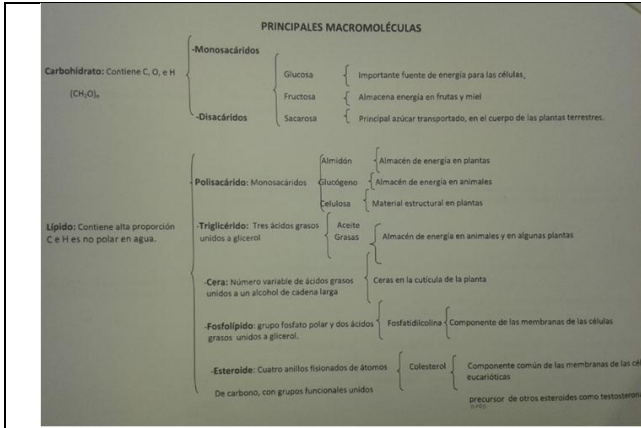 PRINCIPALES MACROMOLÉCULAS
-Monosacáridos
Carbohidrato: Contiene C, O, e H
(CH₂O)ₙ
Glucosa
Importante fuente de energía para las células.
Fructosa
Almacena energía en frutas y miel
-Disacáridos
Sacarosa
Principal azúcar transportado, en el cuerpo de las plantas terrestres.
Polisacárido: Monosacáridos
Almidón
Almacén de energía en plantas
Glucógeno
Almacén de energía en animales
Celulosa
Material estructural en plantas
Lípido: Contiene alta proporción
C e H es no polar en agua.
-Triglicérido: Tres ácidos grasos
unidos a glicerol
Aceite
Grasas
Almacén de energía en animales y en algunas plantas
-Cera: Número variable de ácidos grasos
unidos a un alcohol de cadena larga
Ceras en la cutícula de la planta
-Fosfolípido: grupo fosfato polar y dos ácidos
grasos unidos a glicerol.
Fosfatidilcolina
Componente de las membranas de las células
-Esteroide: Cuatro anillos fisionados de átomos
De carbono, con grupos funcionales unidos
Colesterol
Componente común de las membranas de las
eucarióticas
precursor de otros esteroides como